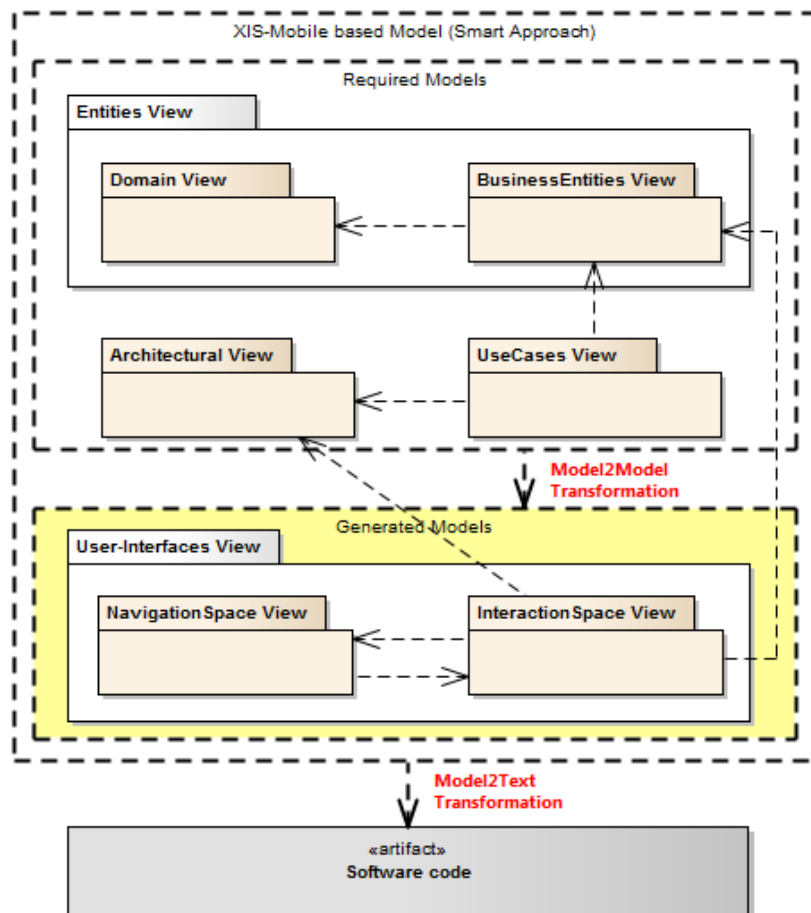 XIS-Mobile based Model (Smart Approach)
Required Models
Entities View
Domain View
BusinessEntities View
Architectural View
UseCases View
Model2Model
Transformation
Generated Models
User-Interfaces View
NavigationSpace View
InteractionSpace View
Model2Text
Transformation
«artifact»
Software code